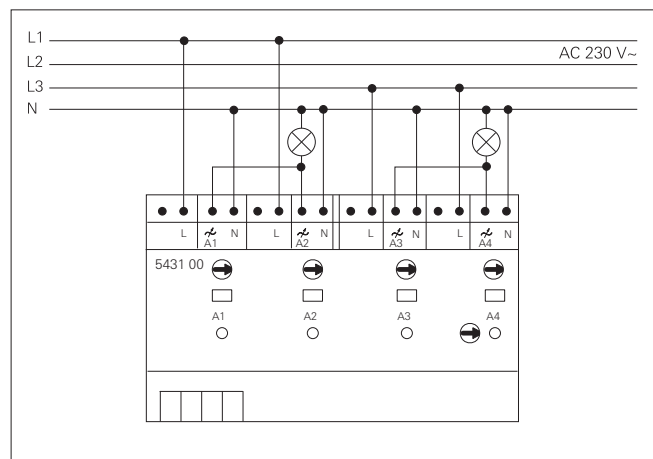 L1
L2
AC 230 V~
L3
N
L A1 N L A2 N L A3 N L A4 N
5431 00
A1 A2 A3 A4